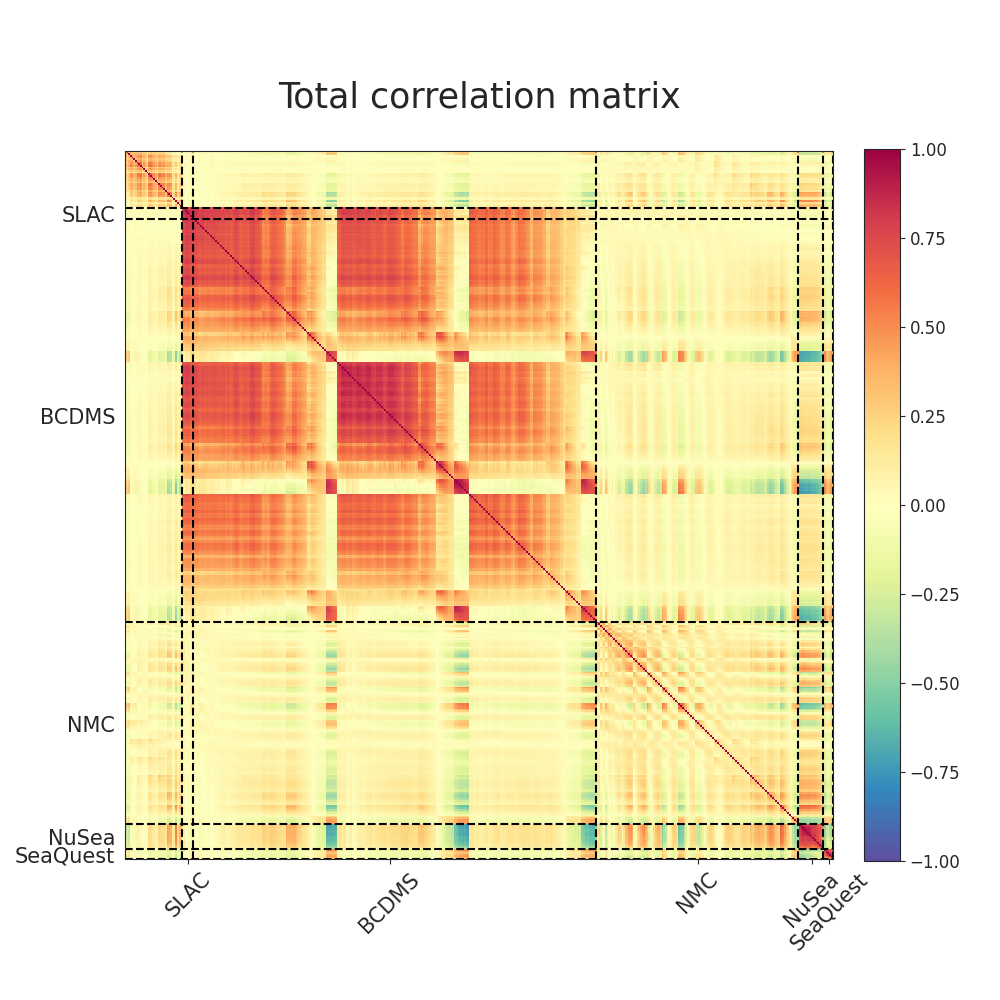 Total correlation matrix
SLAC
BCDMS
NMC
NuSea
SeaQuest
SLAC
BCDMS
NMC
NuSea
SeaQuest
1.00
0.75
0.50
0.25
0.00
−0.25
−0.50
−0.75
−1.00